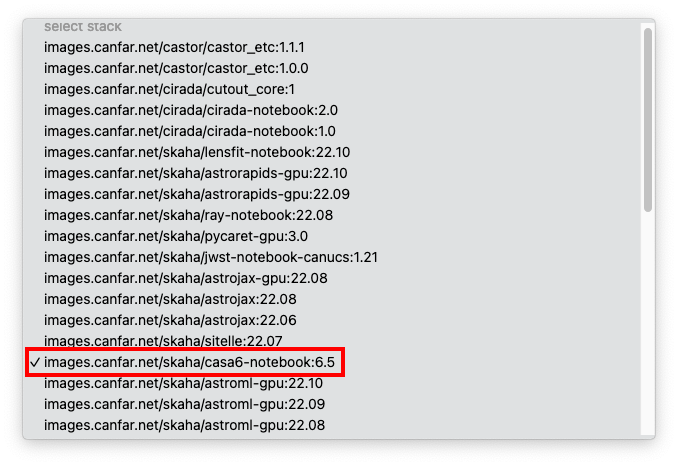 select stack
images.canfar.net/castor/castor_etc:1.1.1
images.canfar.net/castor/castor_etc:1.0.0
images.canfar.net/cirada/cutout_core:1
images.canfar.net/cirada/cirada-notebook:2.0
images.canfar.net/cirada/cirada-notebook:1.0
images.canfar.net/skaha/lensfit-notebook:22.10
images.canfar.net/skaha/astrorapids-gpu:22.10
images.canfar.net/skaha/astrorapids-gpu:22.09
images.canfar.net/skaha/ray-notebook:22.08
images.canfar.net/skaha/pycaret-gpu:3.0
images.canfar.net/skaha/jwst-notebook-canucs:1.21
images.canfar.net/skaha/astrojax-gpu:22.08
images.canfar.net/skaha/astrojax:22.08
images.canfar.net/skaha/astrojax:22.06
images.canfar.net/skaha/sitelle:22.07
✓ images.canfar.net/skaha/casa6-notebook:6.5
images.canfar.net/skaha/astroml-gpu:22.10
images.canfar.net/skaha/astroml-gpu:22.09
images.canfar.net/skaha/astroml-gpu:22.08